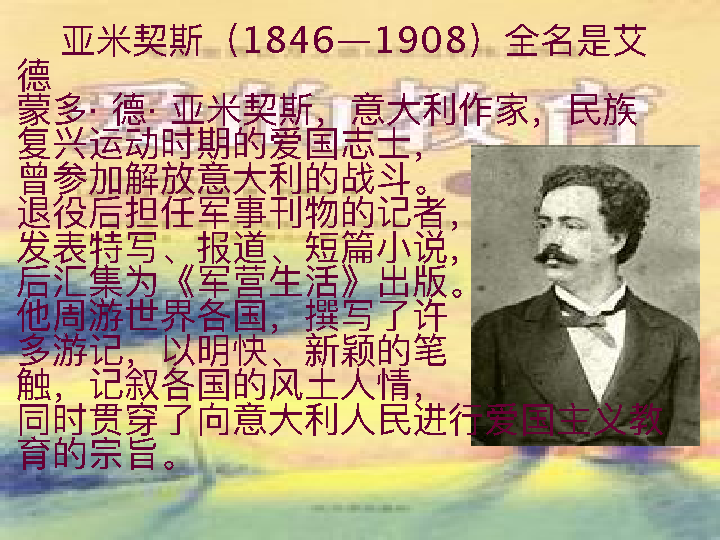 亚米契斯（1846—1908）全名是艾
德
蒙多· 德· 亚米契斯，意大利作家，民族
复兴运动时期的爱国志士，
曾参加解放意大利的战斗。
退役后担任军事刊物的记者，
发表特写、报道、短篇小说，
后汇集为《军营生活》出版。
他周游世界各国，撰写了许
多游记，以明快、新颖的笔
触，记叙各国的风土人情，
同时贯穿了向意大利人民进行爱国主义教
育的宗旨。